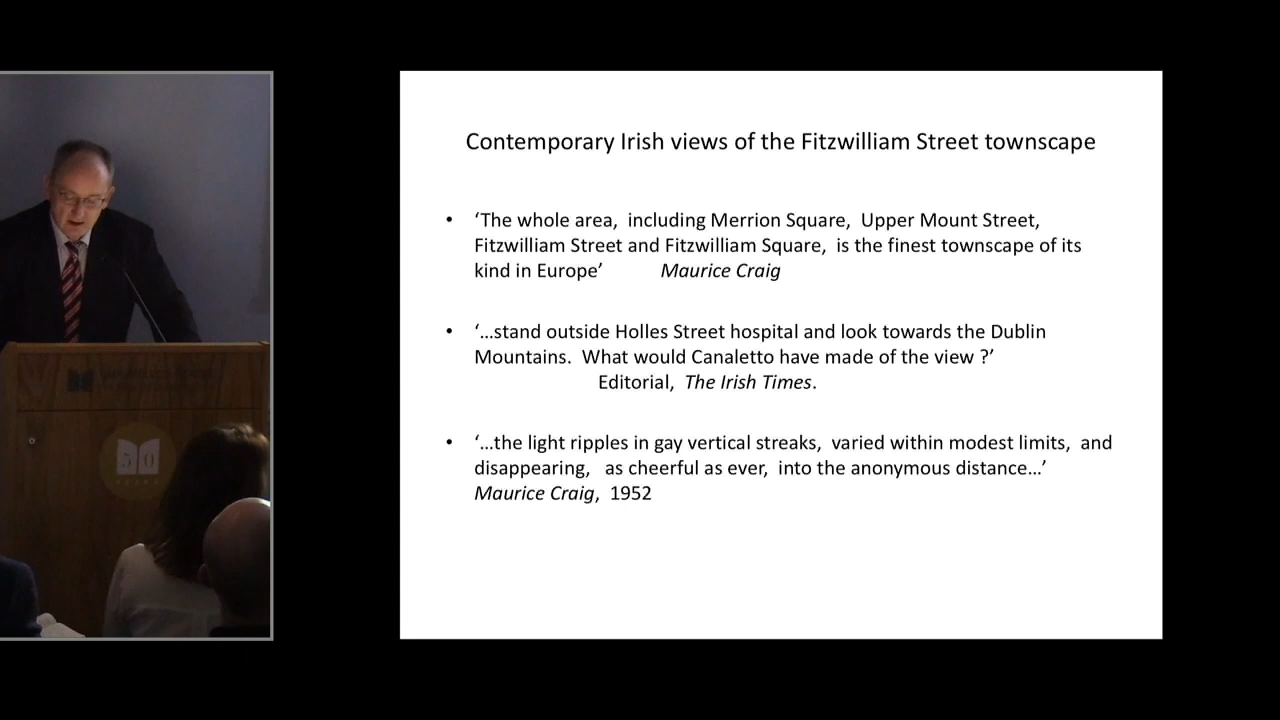 Contemporary Irish views of the Fitzwilliam Street townscape
• ‘The whole area, including Merrion Square, Upper Mount Street,
Fitzwilliam Street and Fitzwilliam Square, is the finest townscape of its
kind in Europe’ Maurice Craig
• ‘…stand outside Holles Street hospital and look towards the Dublin
Mountains. What would Canaletto have made of the view ?’
Editorial, The Irish Times.
• ‘…the light ripples in gay vertical streaks, varied within modest limits, and
disappearing, as cheerful as ever, into the anonymous distance…’
Maurice Craig, 1952
50